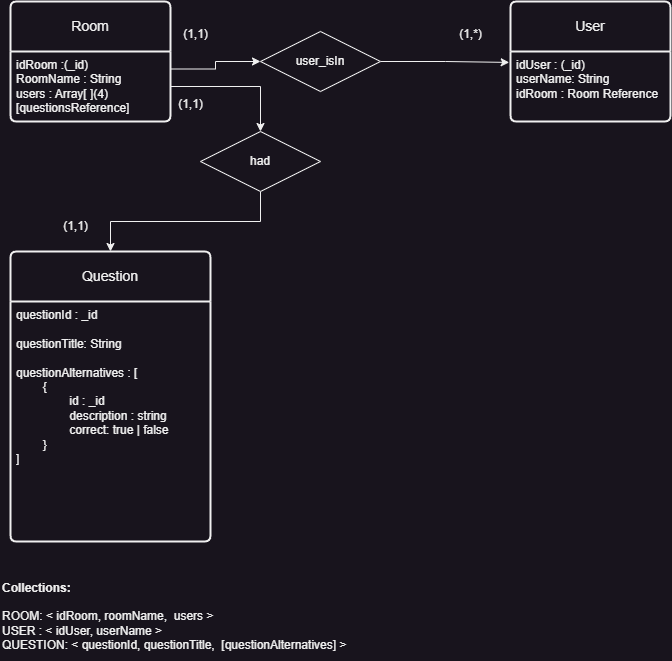 Room
idRoom :(_id)
RoomName : String
users : Array[ ](4)
[questionsReference]
(1,1)
user_isIn
(1,*)
User
idUser : (_id)
userName: String
idRoom : Room Reference
(1,1)
had
(1,1)
Question
questionId : _id
questionTitle: String
questionAlternatives : [
{
id : _id
description : string
correct: true | false
}
]
Collections:
ROOM: < idRoom, roomName, users >
USER : < idUser, userName >
QUESTION: < questionId, questionTitle, [questionAlternatives] >